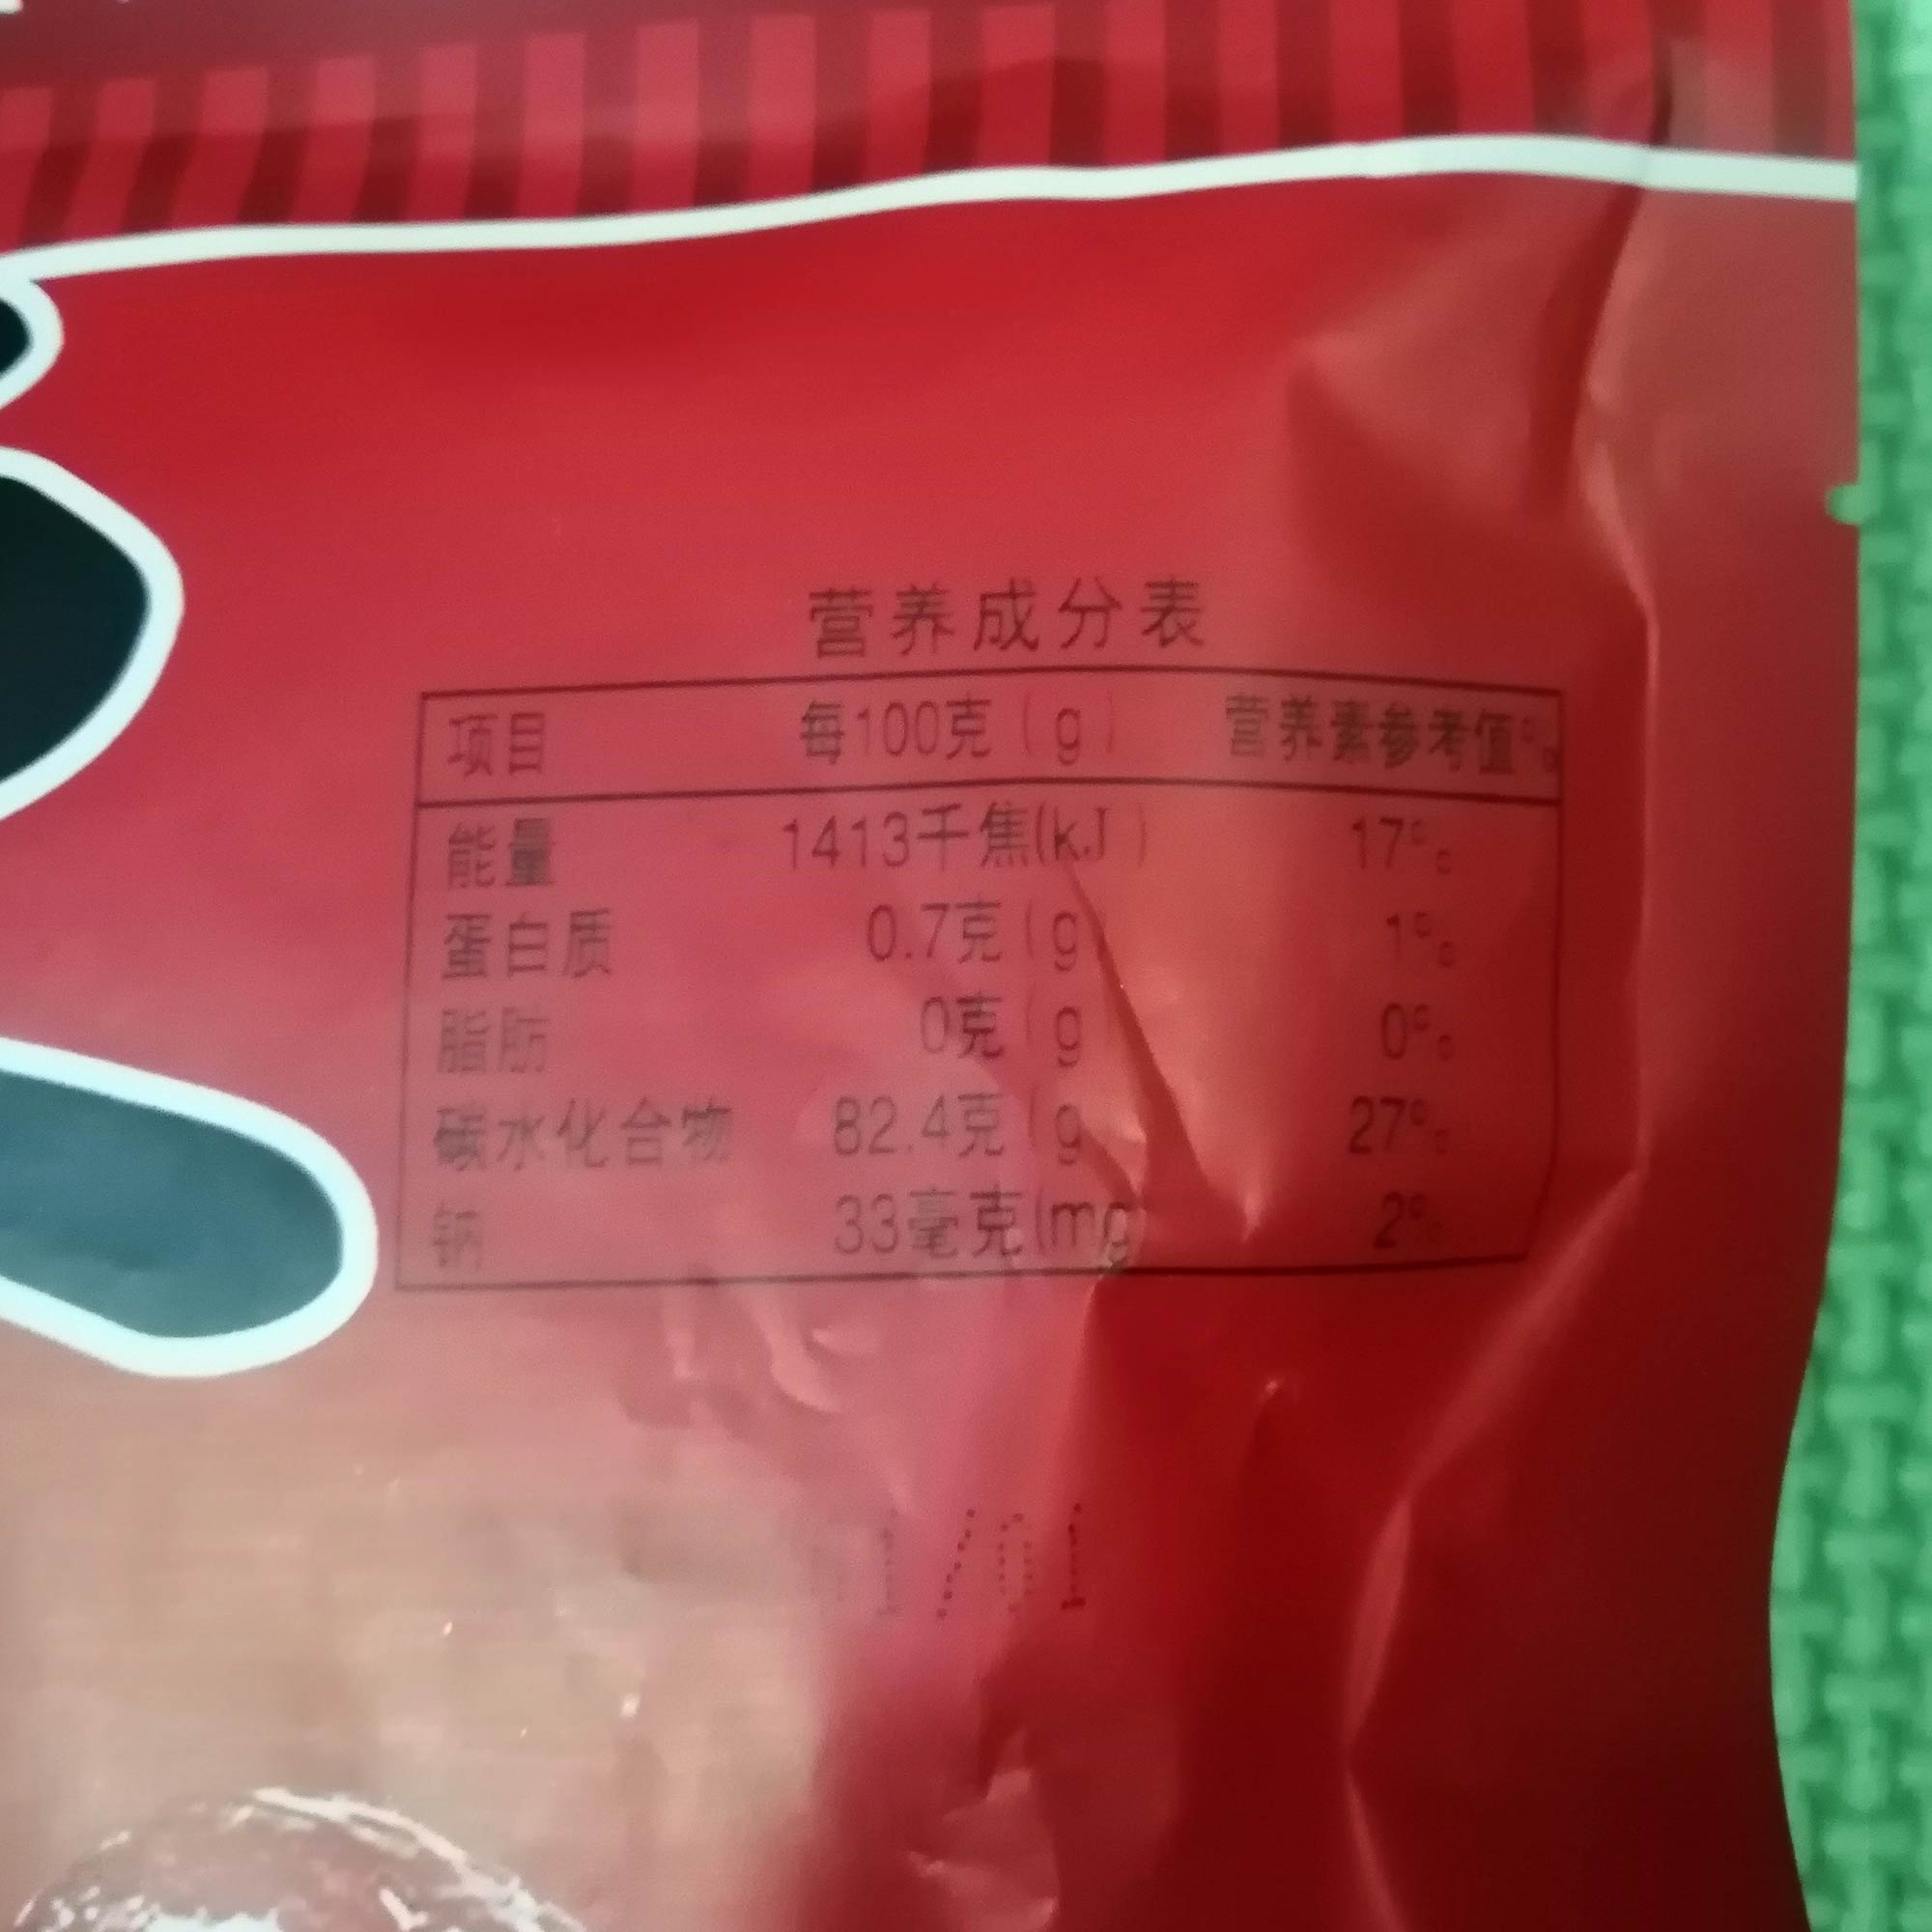 营养成分表
项目 每100克（g） 营养素参考值%
能量 1413千焦(kJ) 17%
蛋白质 0.7克（g） 1%
脂肪 0克（g 0%
碳水化合物 82.4克（g 27%
钠 33毫克(mg) 2%
1/01